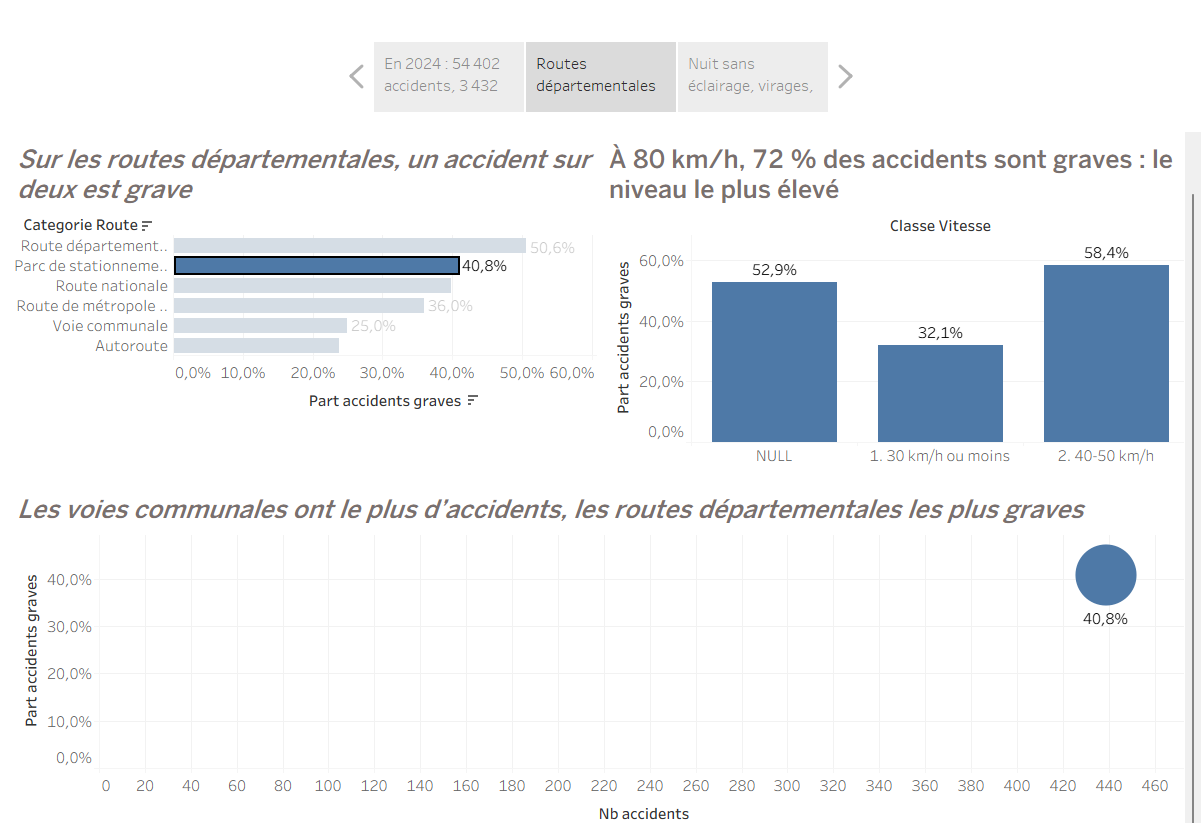 En 2024 : 54 402
accidents, 3 432
Routes
départementales
Nuit sans
éclairage, virages,
Sur les routes départementales, un accident sur
deux est grave
Categorie Route
Route département..
50,6%
Parc de stationneme..
40,8%
Route nationale
Route de métropole ..
36,0%
Voie communale
25,0%
Autoroute
0,0% 10,0% 20,0% 30,0% 40,0% 50,0% 60,0%
Part accidents graves
À 80 km/h, 72 % des accidents sont graves : le
niveau le plus élevé
Classe Vitesse
Part accidents graves
60,0%
40,0%
20,0%
0,0%
52,9%
32,1%
58,4%
NULL
1. 30 km/h ou moins
2. 40-50 km/h
Les voies communales ont le plus d’accidents, les routes départementales les plus graves
Part accidents graves
40,0%
30,0%
20,0%
10,0%
0,0%
40,8%
0 20 40 60 80 100 120 140 160 180 200 220 240 260 280 300 320 340 360 380 400 420 440 460
Nb accidents